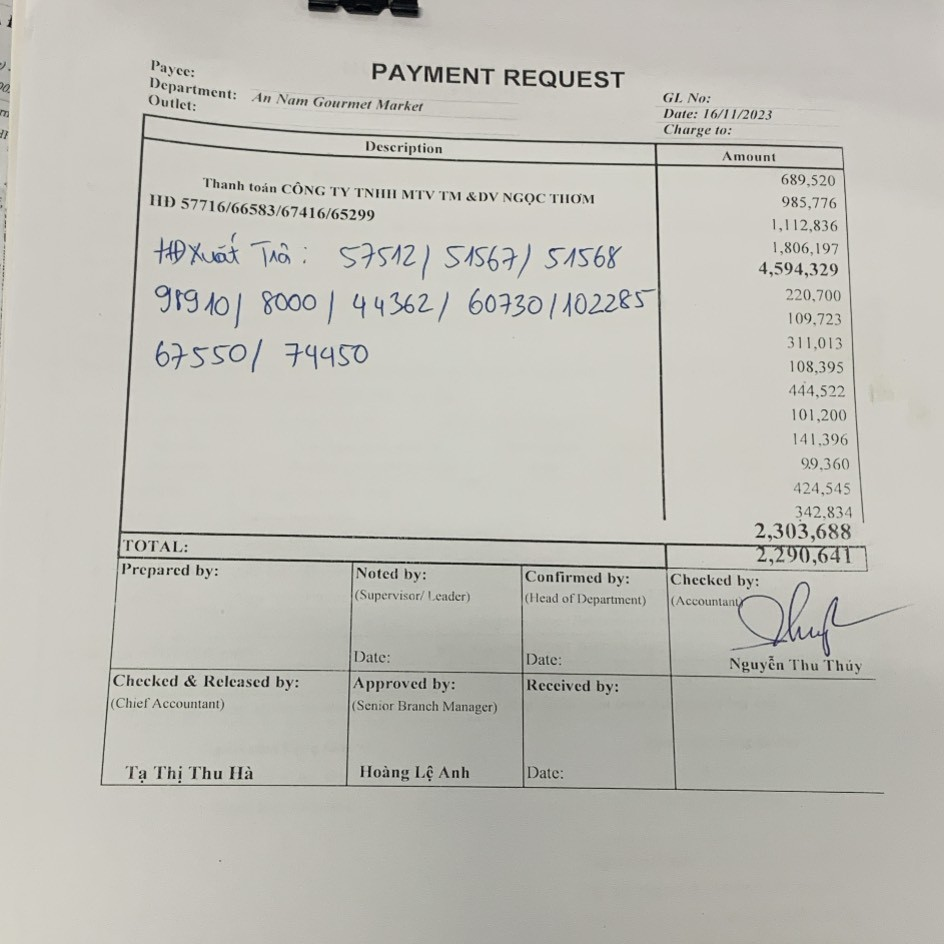 PAYMENT REQUEST
Payee:
Department: An Nam Gourmet Market
Outlet:
GL No:
Date: 16/11/2023
Charge to:
Description
Amount
Thanh toán CÔNG TY TNHH MTV TM &DV NGỌC THƠM
HĐ 57716/66583/67416/65299
HĐ Xuất Trả: 57512/ 51567/ 51568
98910/ 8000/ 44362/ 60730/102285
67550/ 74450
689,520
985,776
1,112,836
1,806,197
4,594,329
220,700
109,723
311,013
108,395
444,522
101,200
141,396
99,360
424,545
342,834
2,303,688
TOTAL: 2,290,641
Prepared by:
Noted by:
(Supervisor/ Leader)
Date:
Confirmed by:
(Head of Department)
Date:
Checked by:
(Accountant)
Nguyễn Thu Thủy
Checked & Released by:
(Chief Accountant)
Tạ Thị Thu Hà
Approved by:
(Senior Branch Manager)
Hoàng Lệ Anh
Received by:
Date: